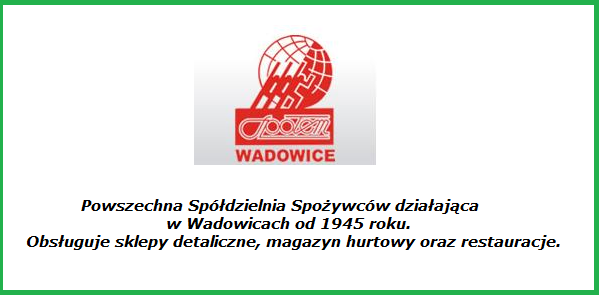 Społem
WADOWICE
Powszechna Spółdzielnia Spożywców działająca
w Wadowicach od 1945 roku.
Obsługuje sklepy detaliczne, magazyn hurtowy oraz restauracje.